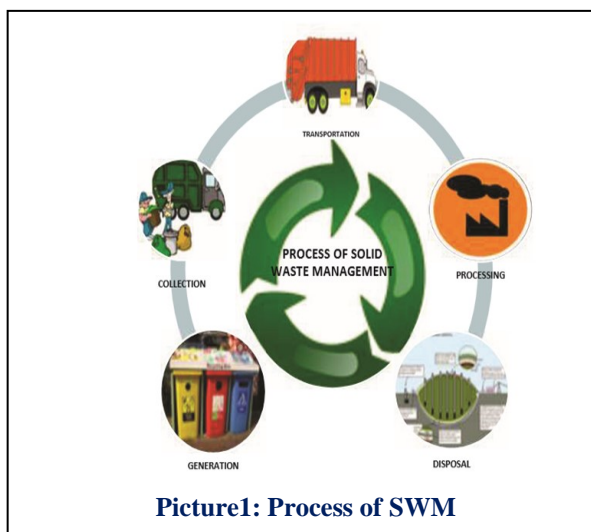 TRANSPORTATION
PROCESS OF SOLID
WASTE MANAGEMENT
COLLECTION
PROCESSING
GENERATION
DISPOSAL
Picture1: Process of SWM